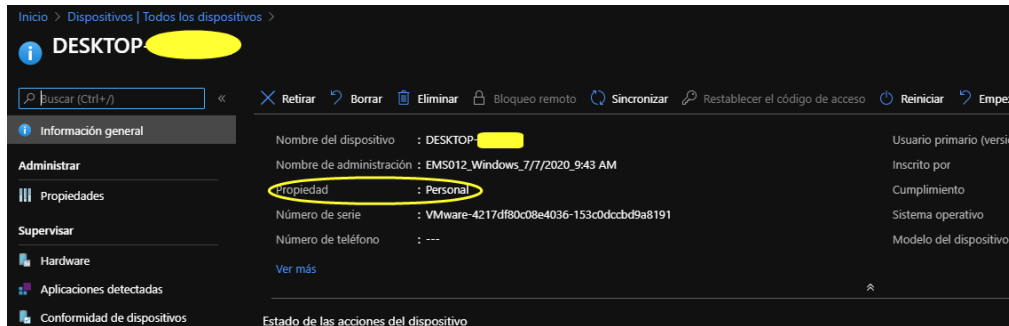 Inicio > Dispositivos | Todos los dispositivos >
DESKTOP-
Buscar (Ctrl+/)
«
Retirar Borrar Eliminar Bloqueo remoto Sincronizar Restablecer el código de acceso Reiniciar
Información general
Administrar
Propiedades
Supervisar
Hardware
Aplicaciones detectadas
Conformidad de dispositivos
Nombre del dispositivo : DESKTOP-
Nombre de administración : EMS012_Windows_7/7/2020_9:43 AM
Propiedad : Personal
Número de serie : VMware-4217df80c08e4036-153c0dccbd9a8191
Número de teléfono : ---
Ver más
Usuario primario
Inscrito por
Cumplimiento
Sistema operativo
Modelo del dispositivo
Estado de las acciones del dispositivo